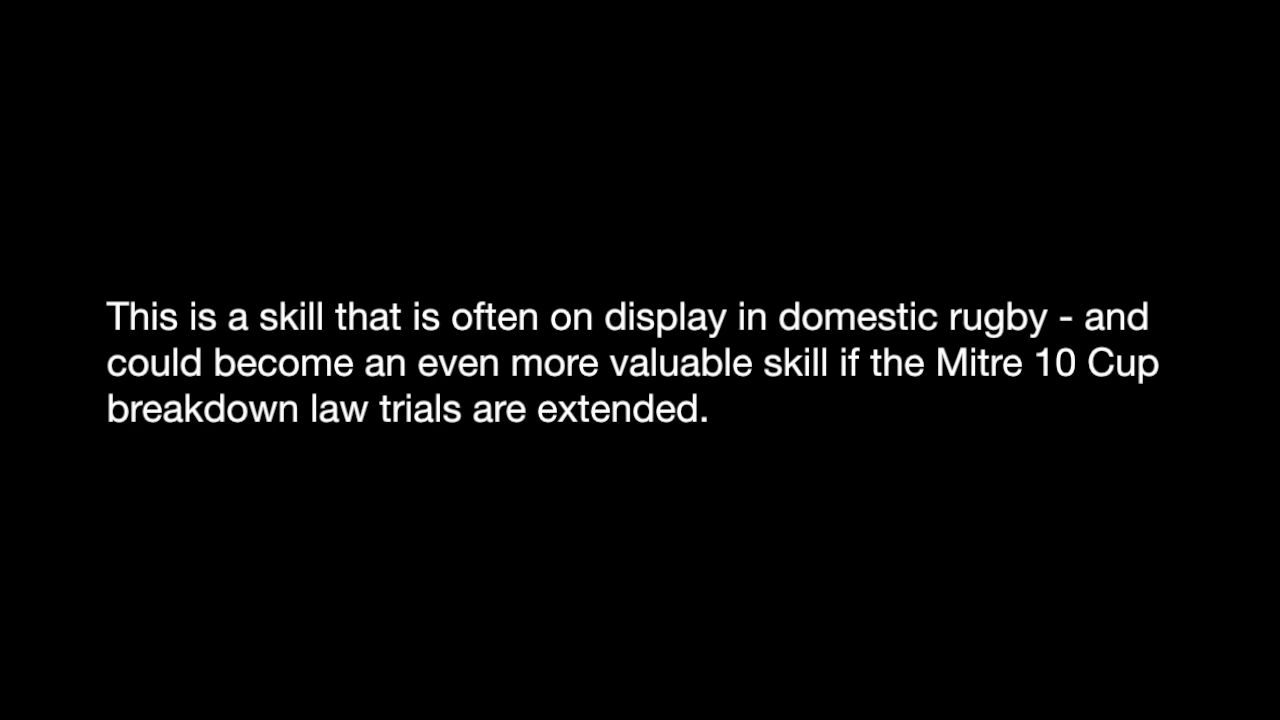 This is a skill that is often on display in domestic rugby - and
could become an even more valuable skill if the Mitre 10 Cup
breakdown law trials are extended.